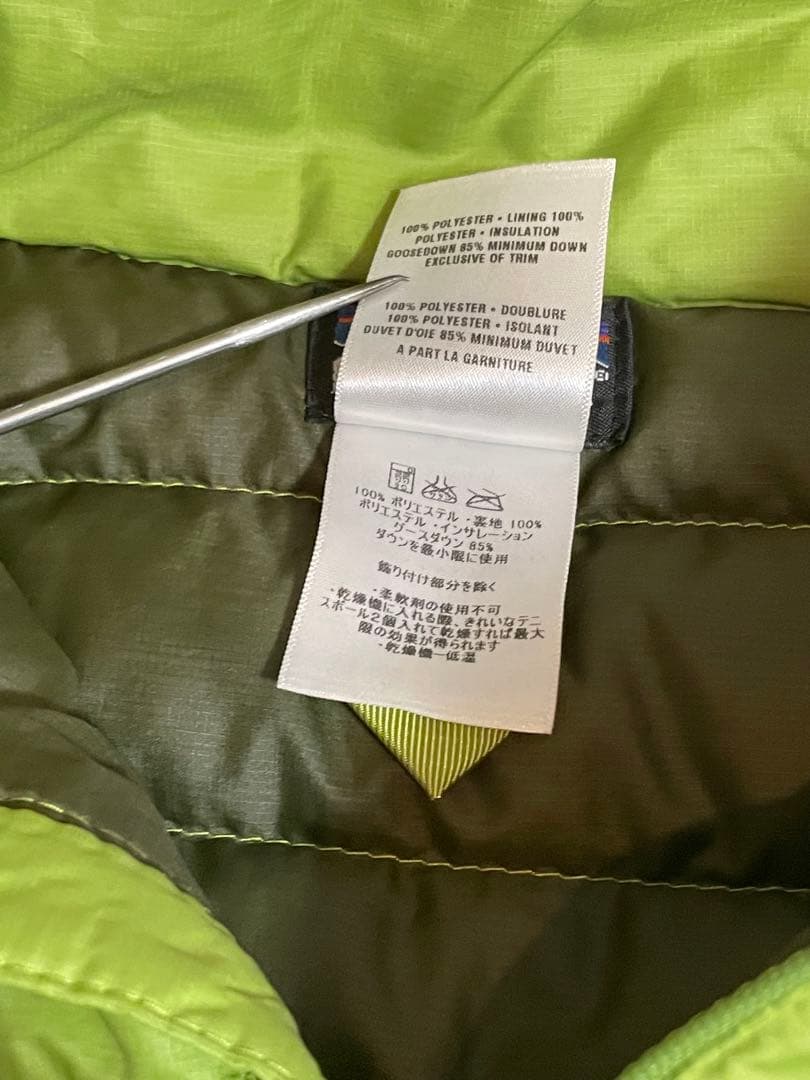 100% POLYESTER • LINING 100%
POLYESTER • INSULATION
GOOSEDOWN 85% MINIMUM DOWN
EXCLUSIVE OF TRIM
100% POLYESTER • DOUBLURE
100% POLYESTER • ISOLANT
DUVET D'OIE 85% MINIMUM DUVET
A PART LA GARNITURE
100% ポリエステル・裏地 100%
ポリエステル・インサレーション
グースダウン 85%
ダウンを最小限に使用
飾り付け部分を除く
・柔軟剤の使用不可
・乾燥機に入れる際、きれいなテニ
スボール2個入れて乾燥すれば最大
限の効果が得られます
・乾燥機ー低温